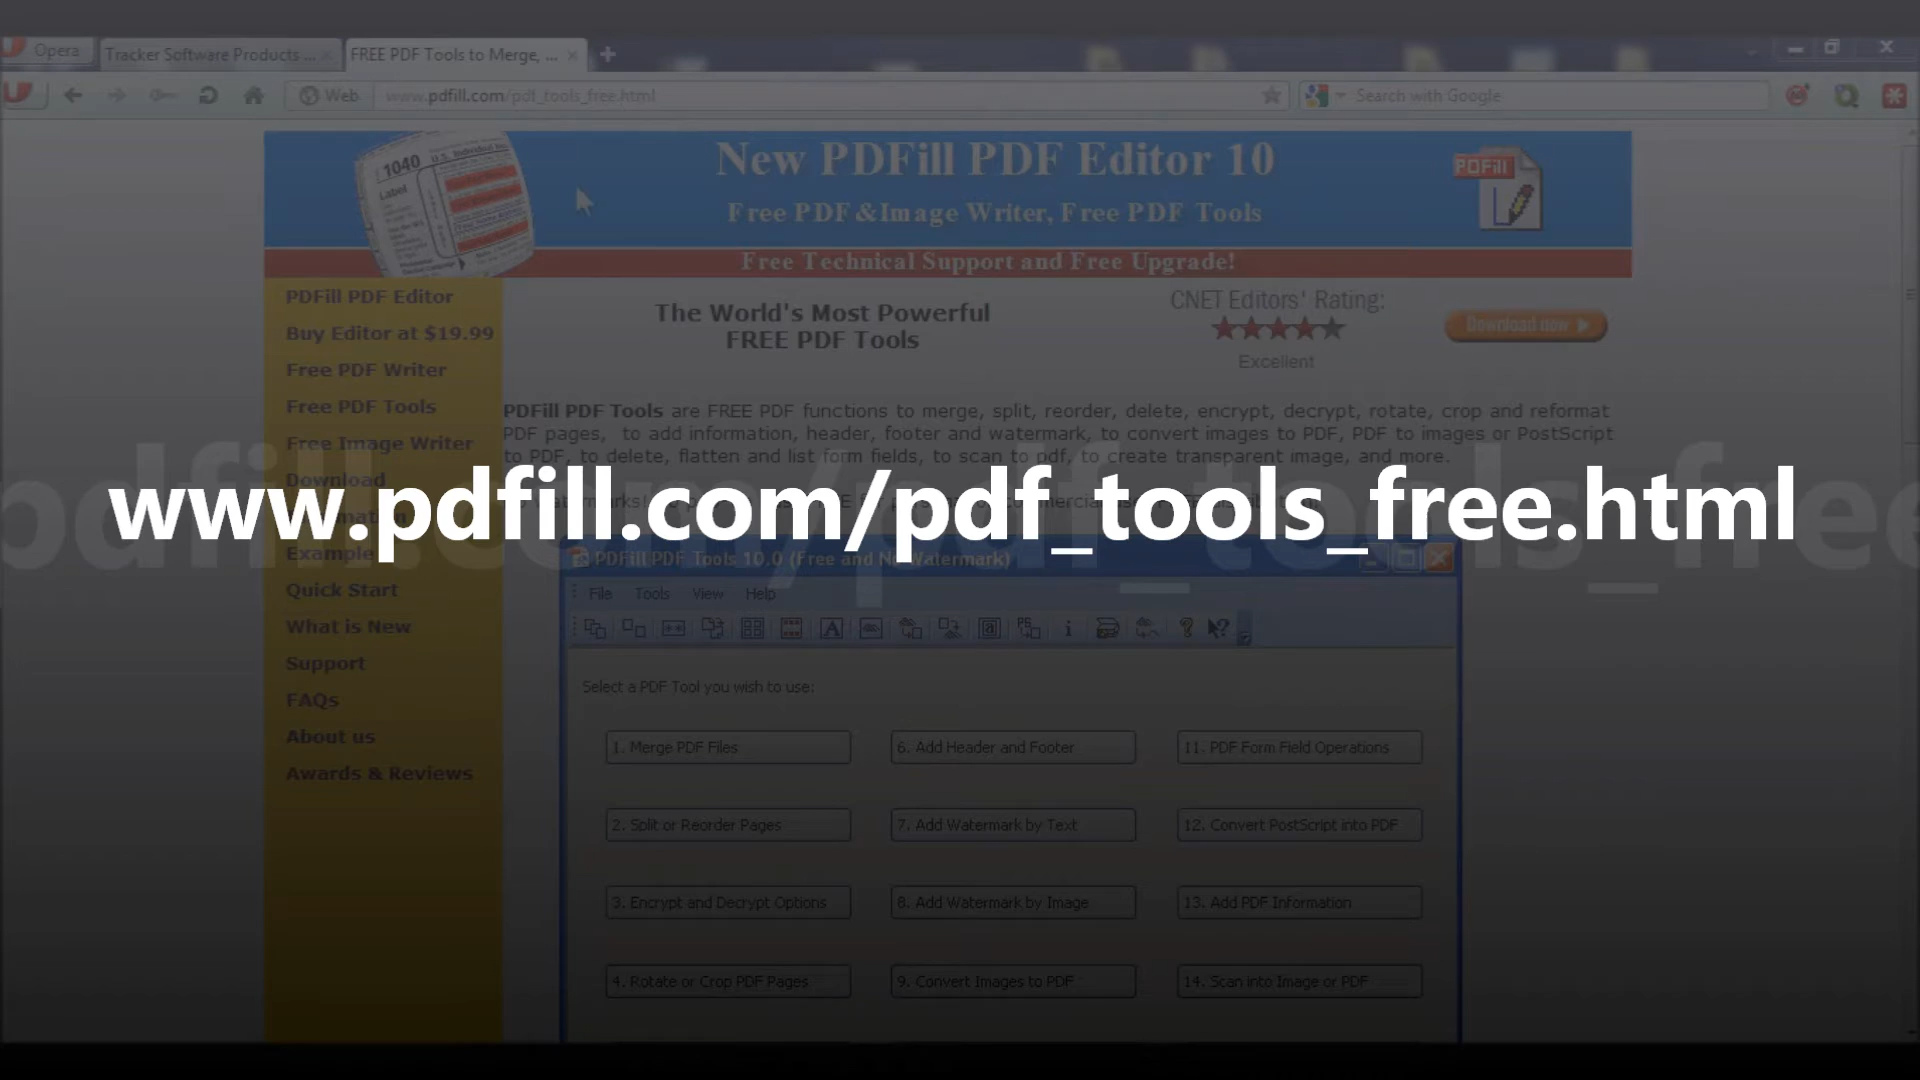 Opera
Tracker Software Products ...
FREE PDF Tools to Merge, ...
Web
www.pdfill.com/pdf_tools_free.html
Search with Google
1040 U.S. Individual
Label
New PDFill PDF Editor 10
Free PDF&Image Writer, Free PDF Tools
PDFill
Free Technical Support and Free Upgrade!
PDFill PDF Editor
Buy Editor at $19.99
Free PDF Writer
Free PDF Tools
Free Image Writer
Download
Example
Quick Start
What is New
Support
FAQs
About us
Awards & Reviews
The World's Most Powerful
FREE PDF Tools
CNET Editors' Rating:
Excellent
Download now
PDFill PDF Tools are FREE PDF functions to merge, split, reorder, delete, encrypt, decrypt, rotate, crop and reformat
PDF pages, to add information, header, footer and watermark, to convert images to PDF, PDF to images or PostScript
to PDF, to delete, flatten and list form fields, to scan to pdf, to create transparent image, and more.
www.pdfill.com/pdf_tools_free.html
pdfill.com/pdf_tools_free
PDFill PDF Tools 10.0 (Free and No Watermark)
File Tools View Help
Select a PDF Tool you wish to use:
1. Merge PDF Files
6. Add Header and Footer
11. PDF Form Field Operations
2. Split or Reorder Pages
7. Add Watermark by Text
12. Convert PostScript into PDF
3. Encrypt and Decrypt Options
8. Add Watermark by Image
13. Add PDF Information
4. Rotate or Crop PDF Pages
9. Convert Images to PDF
14. Scan into Image or PDF